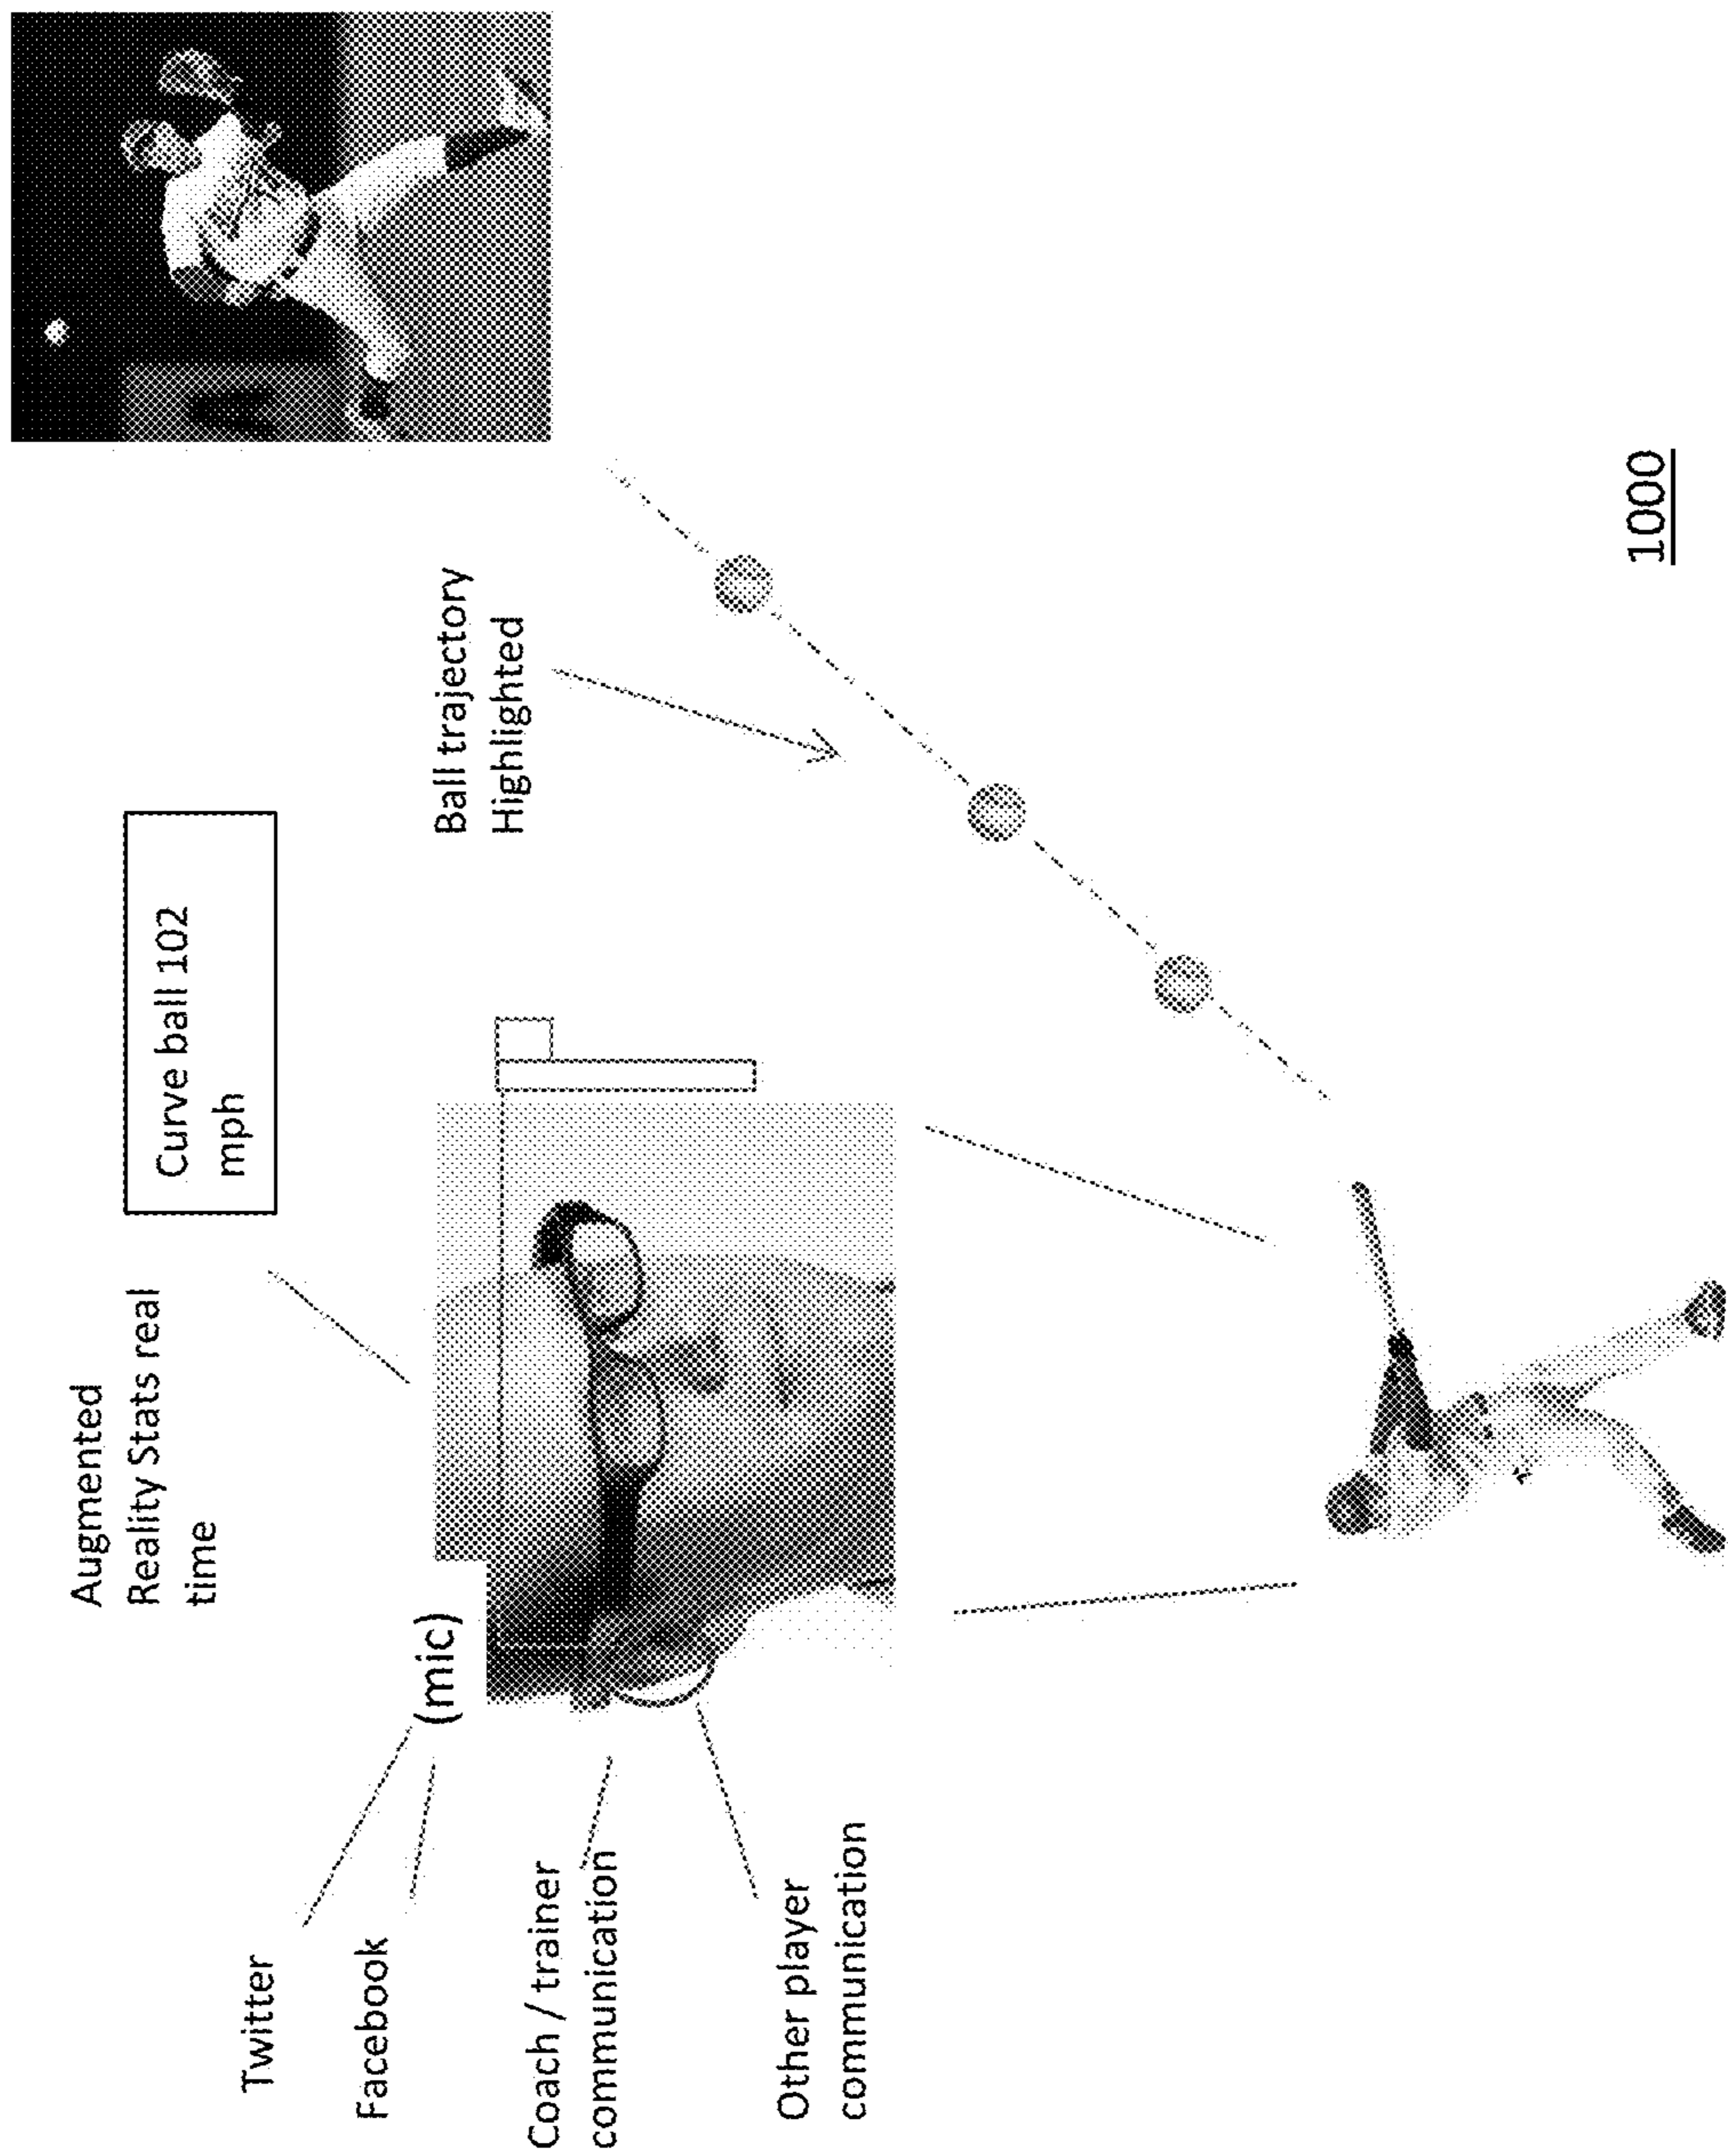 Augmented
Reality Stats real
time
Curve ball 102
mph
Twitter
Facebook
(mic)
Coach / trainer
communication
Other player
communication
Ball trajectory
Highlighted
1000